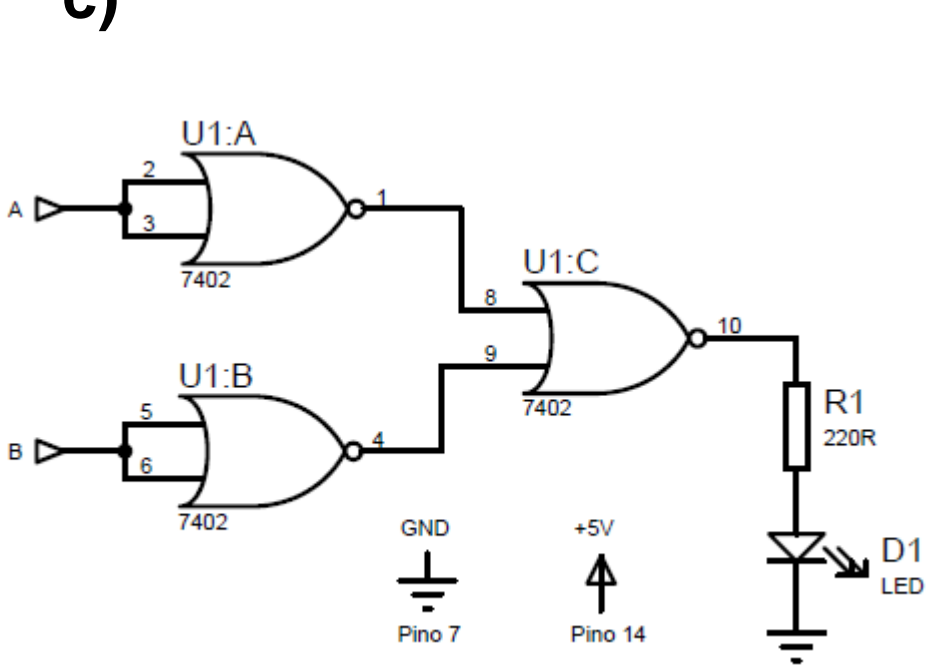 c)
U1:A
2
A
1
3
7402
U1:C
8
10
9
7402
U1:B
5
B
4
6
7402
R1
220R
GND
+5V
D1
LED
Pino 7
Pino 14